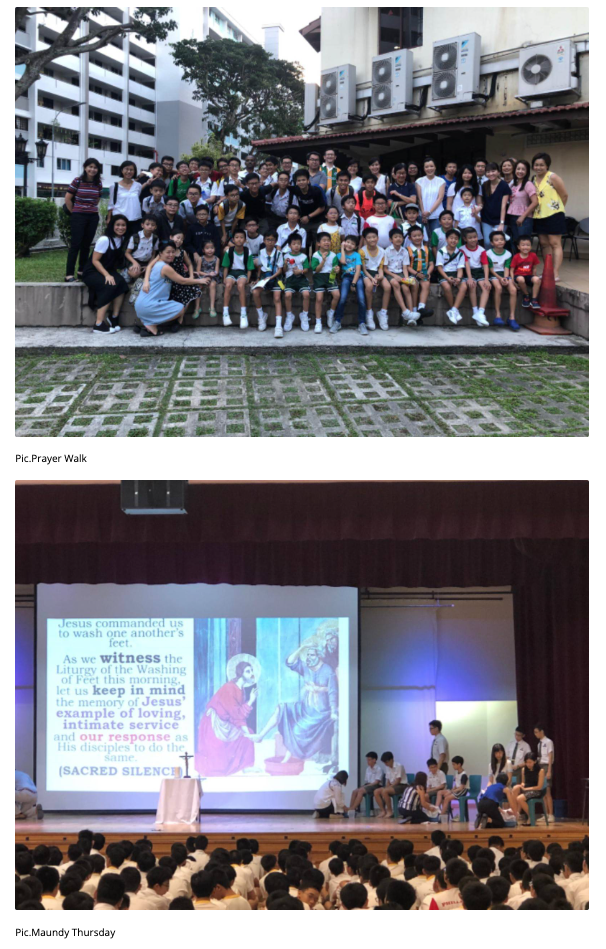 Pic.Prayer Walk
Jesus commanded us
to wash one another's
feet.
As we witness the
Liturgy of the Washing
of Feet this morning,
let us keep in mind
the memory of Jesus'
example of loving,
intimate service
and our response as
His disciples to do the
same.
(SACRED SILENCE
Pic.Maundy Thursday